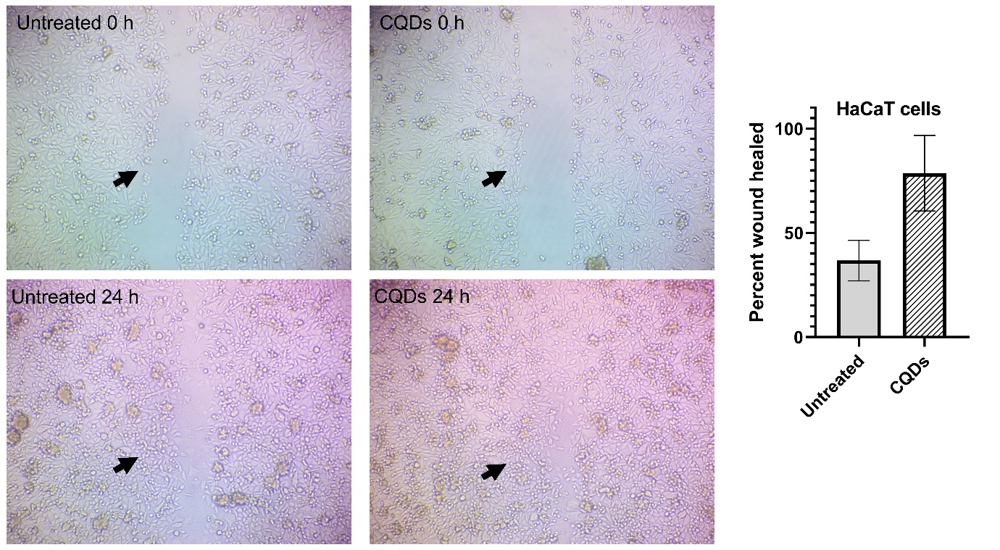 Untreated 0 h
CQDs 0 h
Untreated 24 h
CQDs 24 h
HaCaT cells
Percent wound healed
100
50
0
Untreated
CQDs